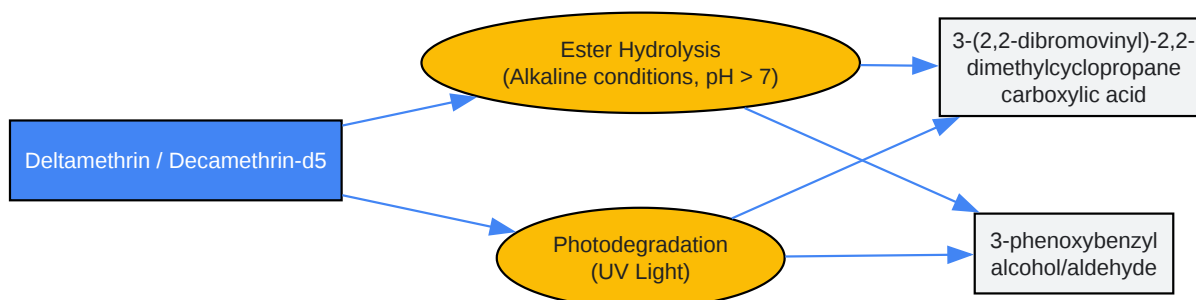 Deltamethrin / Decamethrin-d5
Ester Hydrolysis
(Alkaline conditions, pH > 7)
Photodegradation
(UV Light)
3-(2,2-dibromovinyl)-2,2-
dimethylcyclopropane
carboxylic acid
3-phenoxybenzyl
alcohol/aldehyde